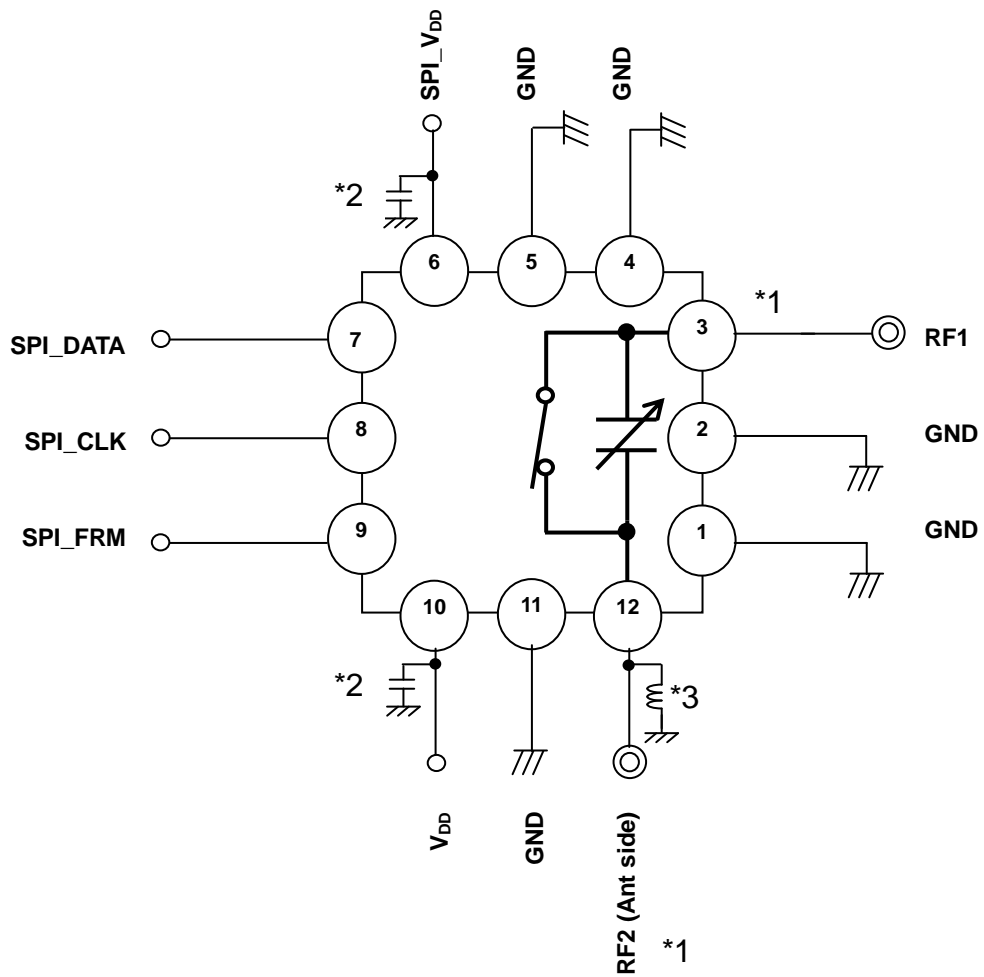 SPI_VDD
GND
GND
*2
6
5
4
*1
3
RF1
7
SPI_DATA
8
SPI_CLK
2
GND
9
SPI_FRM
1
GND
10
11
12
*2
*3
VDD
GND
RF2 (Ant side)
*1